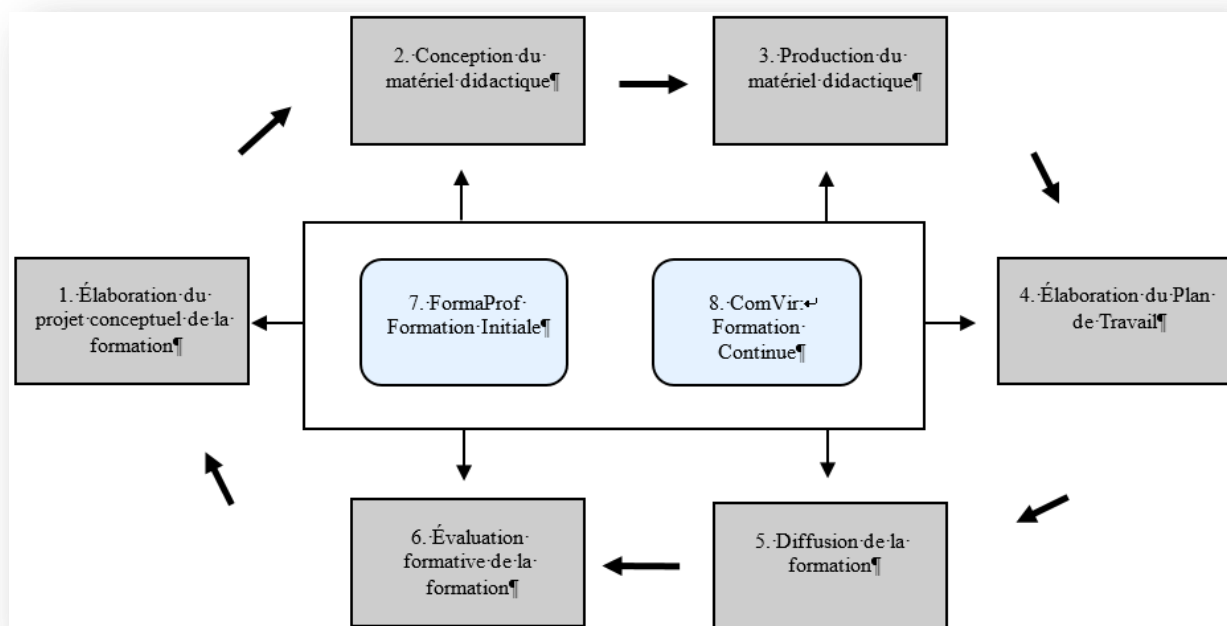 2. Conception du
matériel didactique¶
3. Production du
matériel didactique¶
1. Élaboration du
projet conceptuel de la
formation¶
7. FormaProf
Formation Initiale¶
8. ComVir:↵
Formation
Continue¶
4. Élaboration du Plan
de Travail¶
6. Évaluation
formative de la
formation¶
5. Diffusion de la
formation¶